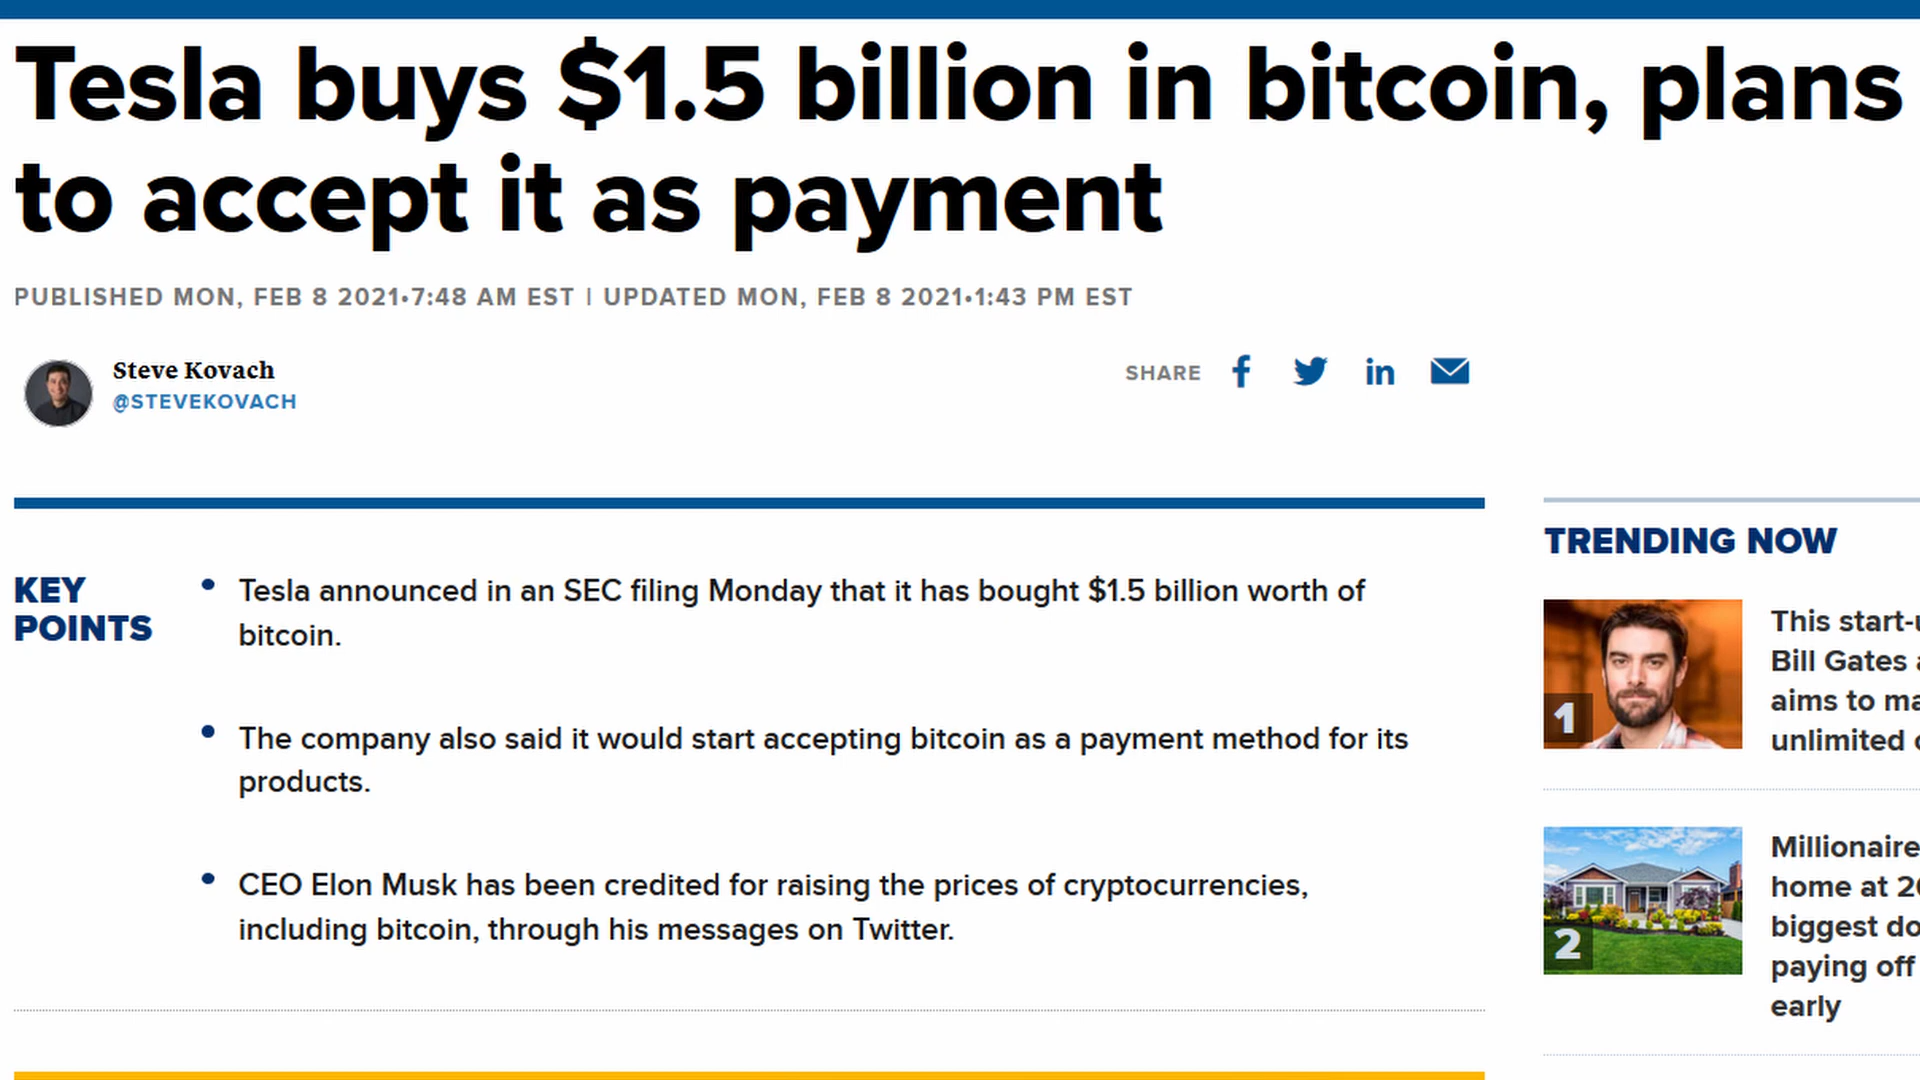 Tesla buys $1.5 billion in bitcoin, plans
to accept it as payment
PUBLISHED MON, FEB 8 2021•7:48 AM EST | UPDATED MON, FEB 8 2021•1:43 PM EST
Steve Kovach
@STEVEKOVACH
SHARE
KEY
POINTS
Tesla announced in an SEC filing Monday that it has bought $1.5 billion worth of
bitcoin.
The company also said it would start accepting bitcoin as a payment method for its
products.
CEO Elon Musk has been credited for raising the prices of cryptocurrencies,
including bitcoin, through his messages on Twitter.
TRENDING NOW
1
This start-
Bill Gates
aims to
unlimited
2
Millionaire
home at
biggest
paying off
early